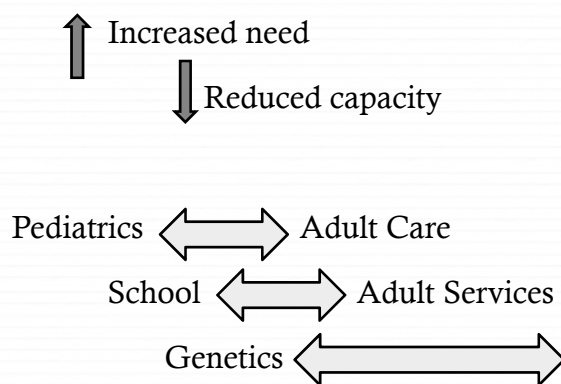 Increased need
Reduced capacity
Pediatrics Adult Care
School Adult Services
Genetics